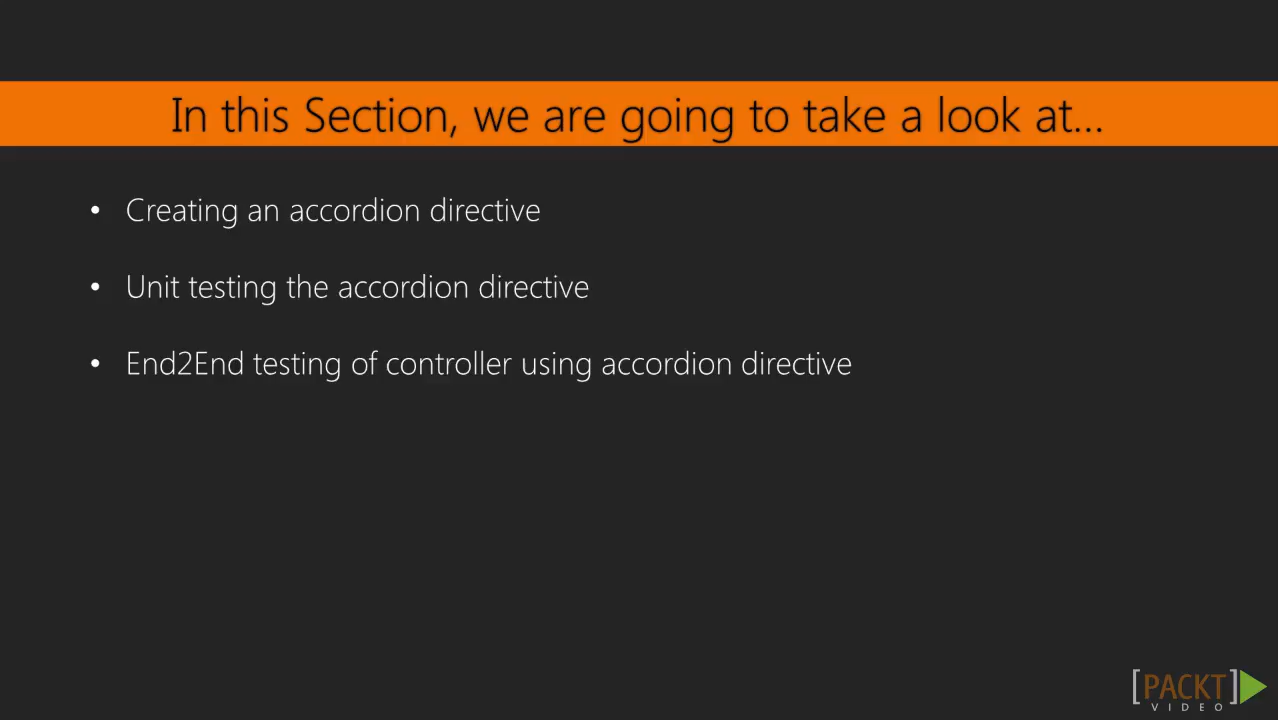 In this Section, we are going to take a look at...
• Creating an accordion directive
• Unit testing the accordion directive
• End2End testing of controller using accordion directive
[PACKT]
VIDEO